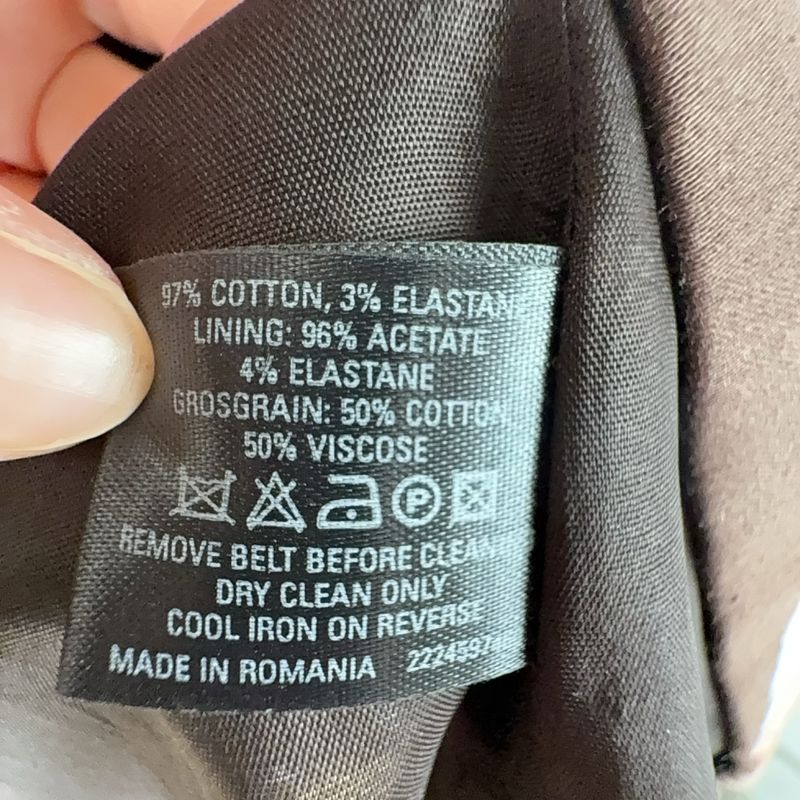 97% COTTON, 3% ELASTANE
LINING: 96% ACETATE
4% ELASTANE
GROSGRAIN: 50% COTTON
50% VISCOSE
P
REMOVE BELT BEFORE CLEANING
DRY CLEAN ONLY
COOL IRON ON REVERSE
MADE IN ROMANIA